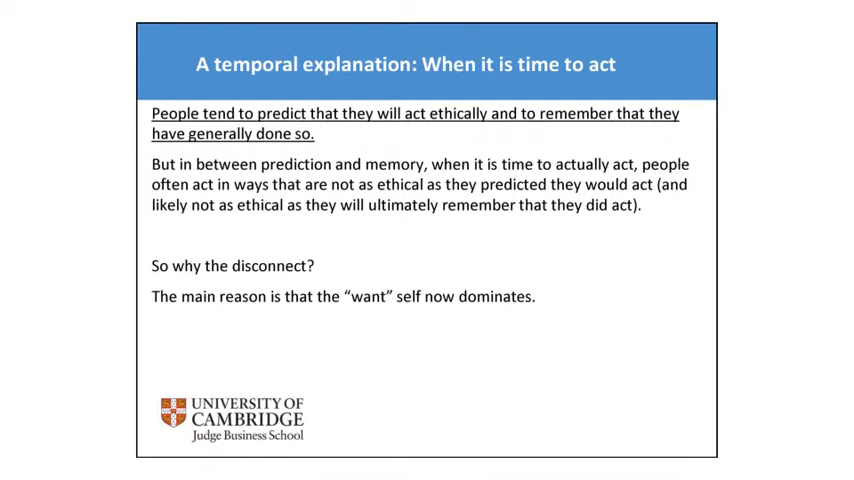 A temporal explanation: When it is time to act
People tend to predict that they will act ethically and to remember that they
have generally done so.
But in between prediction and memory, when it is time to actually act, people
often act in ways that are not as ethical as they predicted they would act (and
likely not as ethical as they will ultimately remember that they did act).
So why the disconnect?
The main reason is that the “want” self now dominates.
UNIVERSITY OF
CAMBRIDGE
Judge Business School